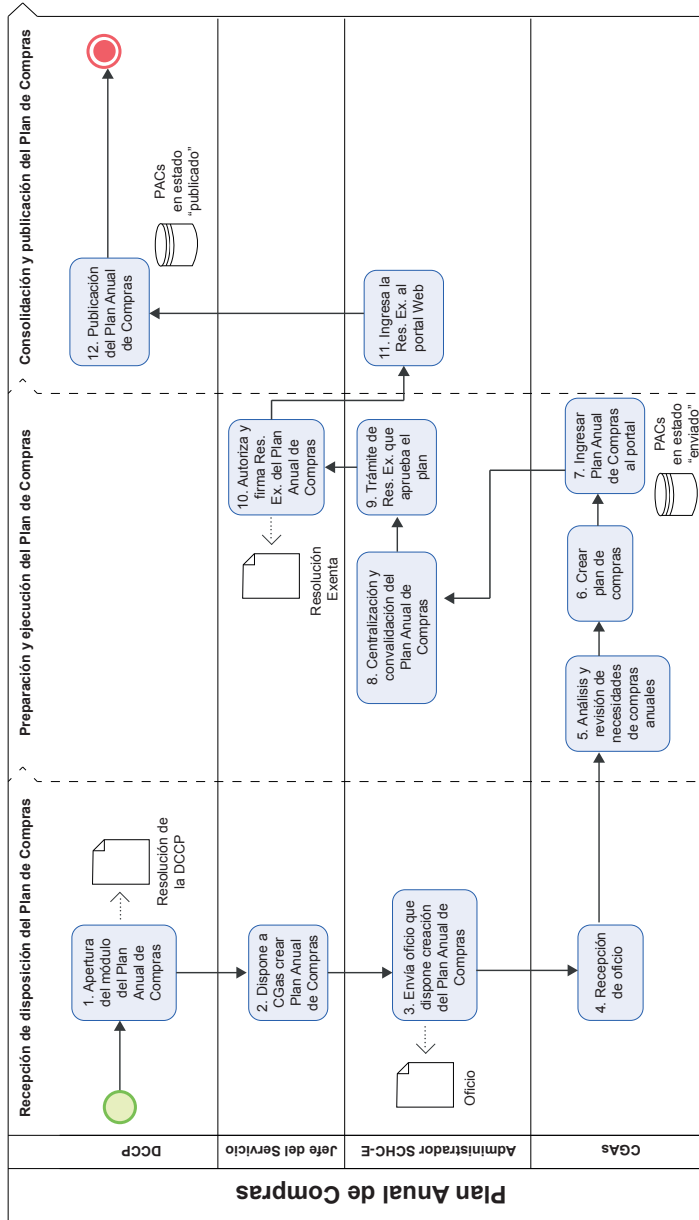 Plan Anual de Compras
Recepción de disposición del Plan de Compras
Preparación y ejecución del Plan de Compras
Consolidación y publicación del Plan de Compras
DCCP
1. Apertura
del módulo
del Plan
Anual de
Compras
Resolución de
la DCCP
12. Publicación
del Plan Anual
de Compras
PACs
en estado
“publicado”
Jefe del Servicio
2. Dispone a
CGas crear
Plan Anual
de Compras
10. Autoriza y
firma Res.
Ex. del Plan
Anual de
Compras
Resolución
Exenta
Administrador SCHC-E
3. Envía oficio que
dispone creación
del Plan Anual de
Compras
Oficio
8. Centralización y
convalidación del
Plan Anual de
Compras
9. Trámite de
Res. Ex. que
aprueba el
plan
11. Ingresa la
Res. Ex. al
portal Web
CGAs
4. Recepción
de oficio
5. Análisis y
revisión de
necesidades
de compras
anuales
6. Crear
plan de
compras
7. Ingresar
Plan Anual
de Compras
al portal
PACs
en estado
“enviado”